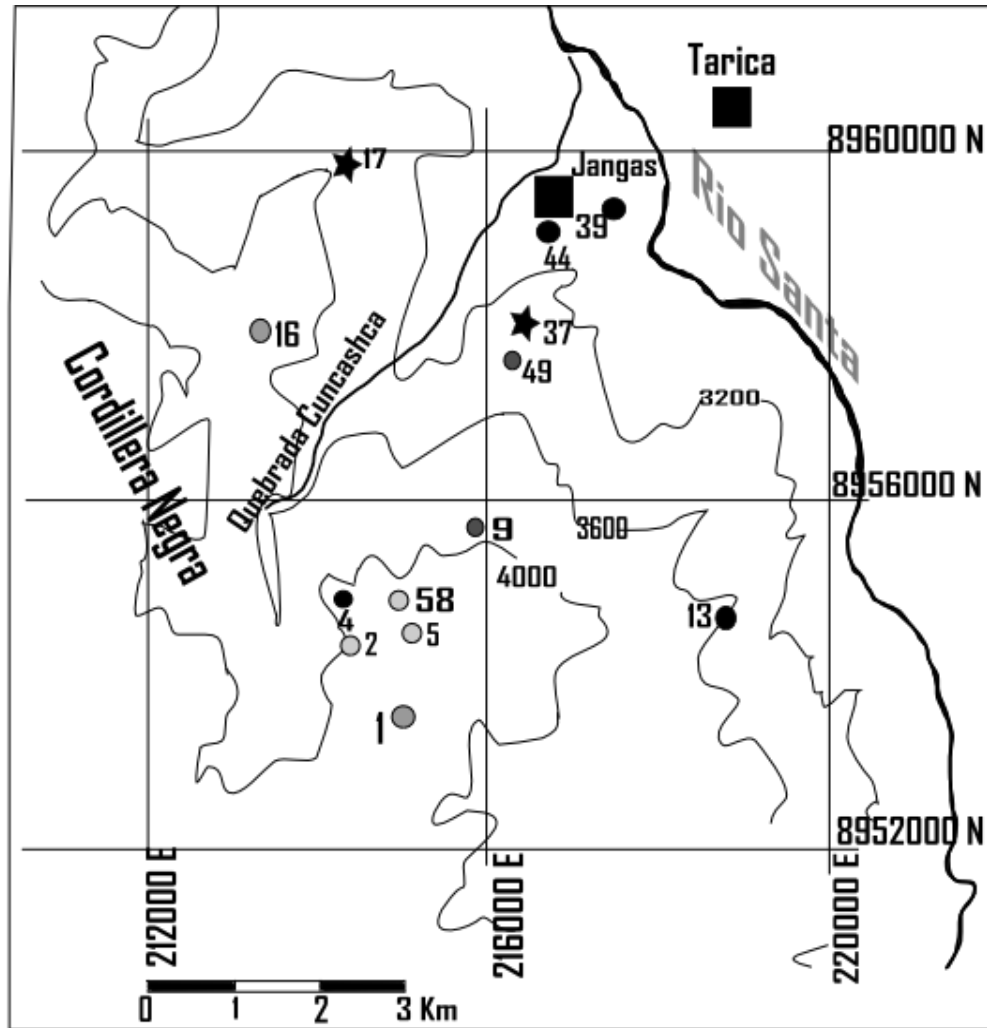 Tarica
8960000 N
17
Jangas
Rio Santa
39
44
16
37
49
Cordillera Negra
Quebrada Cuncashca
3200
8956000 N
9
3600
4000
58
4
13
2
5
1
8952000 N
212000 E
216000 E
220000 E
0 1 2 3 Km